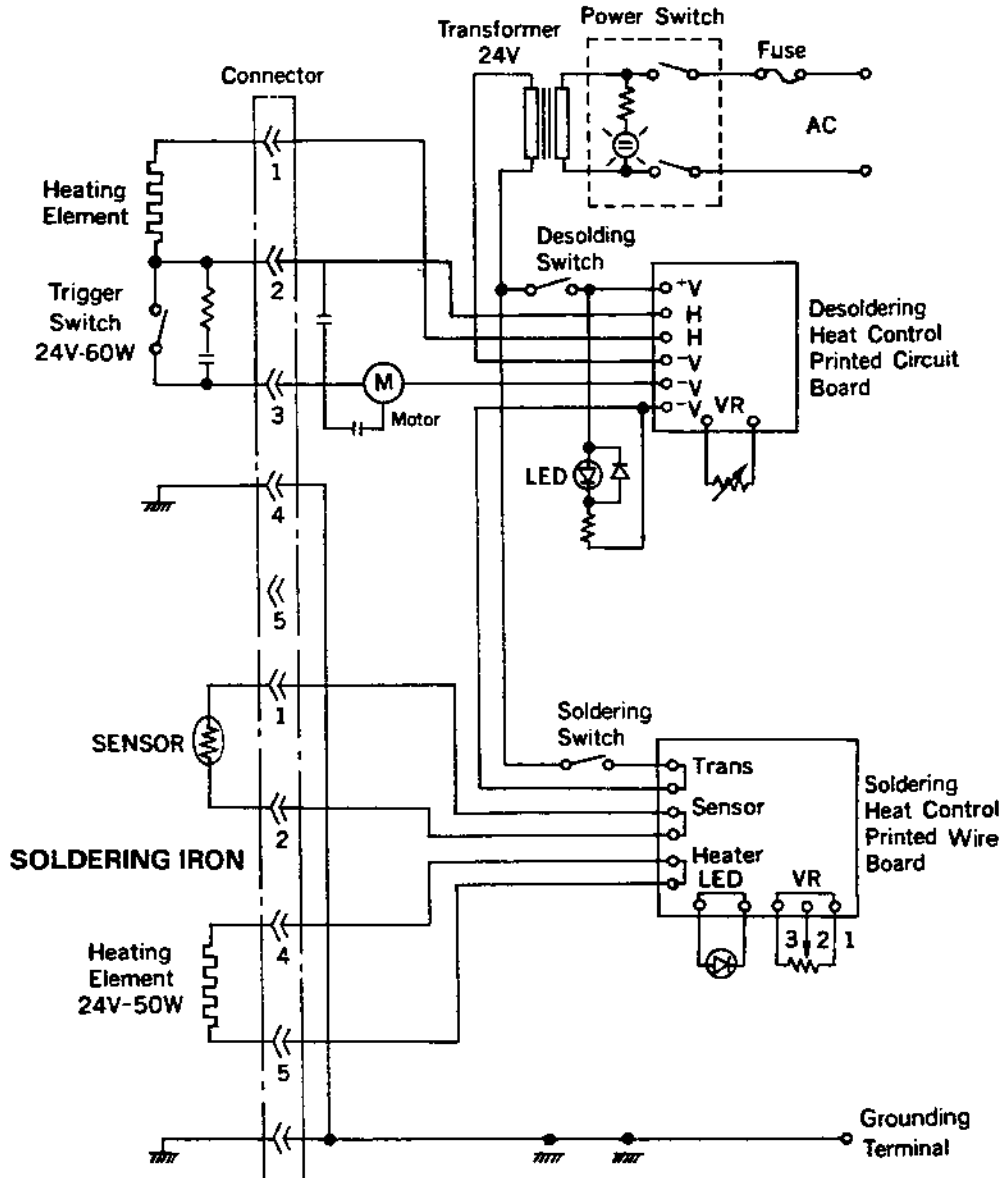 Power Switch
Transformer
24V
Fuse
Connector
AC
1
Heating
Element
2
Desolding
Switch
Trigger
Switch
24V-60W
+V
H
H
-V
-V
-V
VR
Desoldering
Heat Control
Printed Circuit
Board
M
Motor
3
LED
4
5
1
SENSOR
2
Soldering
Switch
Trans
Sensor
Heater
LED
VR
3 2 1
Soldering
Heat Control
Printed Wire
Board
SOLDERING IRON
4
Heating
Element
24V-50W
5
Grounding
Terminal